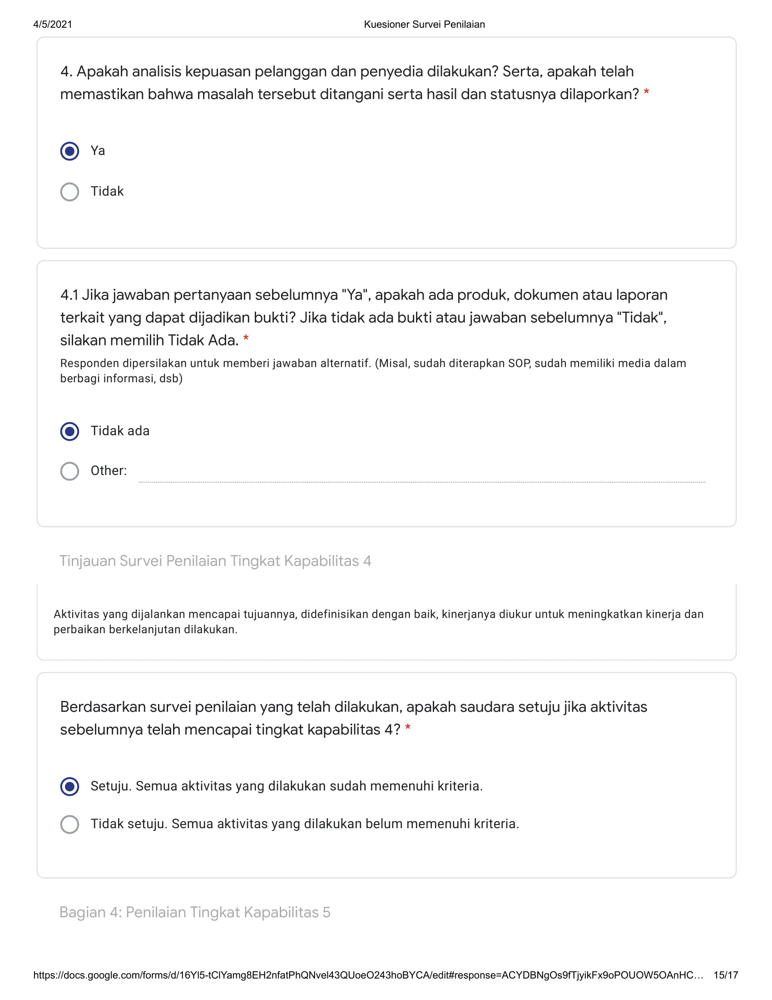 4/5/2021 Kuesioner Survei Penilaian
4. Apakah analisis kepuasan pelanggan dan penyedia dilakukan? Serta, apakah telah
memastikan bahwa masalah tersebut ditangani serta hasil dan statusnya dilaporkan? *
Ya
Tidak
4.1 Jika jawaban pertanyaan sebelumnya "Ya", apakah ada produk, dokumen atau laporan
terkait yang dapat dijadikan bukti? Jika tidak ada bukti atau jawaban sebelumnya "Tidak",
silakan memilih Tidak Ada. *
Responden dipersilakan untuk memberi jawaban alternatif. (Misal, sudah diterapkan SOP, sudah memiliki media dalam
berbagi informasi, dsb)
Tidak ada
Other:
Tinjauan Survei Penilaian Tingkat Kapabilitas 4
Aktivitas yang dijalankan mencapai tujuannya, didefinisikan dengan baik, kinerjanya diukur untuk meningkatkan kinerja dan
perbaikan berkelanjutan dilakukan.
Berdasarkan survei penilaian yang telah dilakukan, apakah saudara setuju jika aktivitas
sebelumnya telah mencapai tingkat kapabilitas 4? *
Setuju. Semua aktivitas yang dilakukan sudah memenuhi kriteria.
Tidak setuju. Semua aktivitas yang dilakukan belum memenuhi kriteria.
Bagian 4: Penilaian Tingkat Kapabilitas 5
https://docs.google.com/forms/d/16YI5-tClYamg8EH2nfatPhQNvel43QUoeO243hoBYCA/edit#response=ACYDBNgOs9fTjyikFx9oPOUOW5OAnHC… 15/17